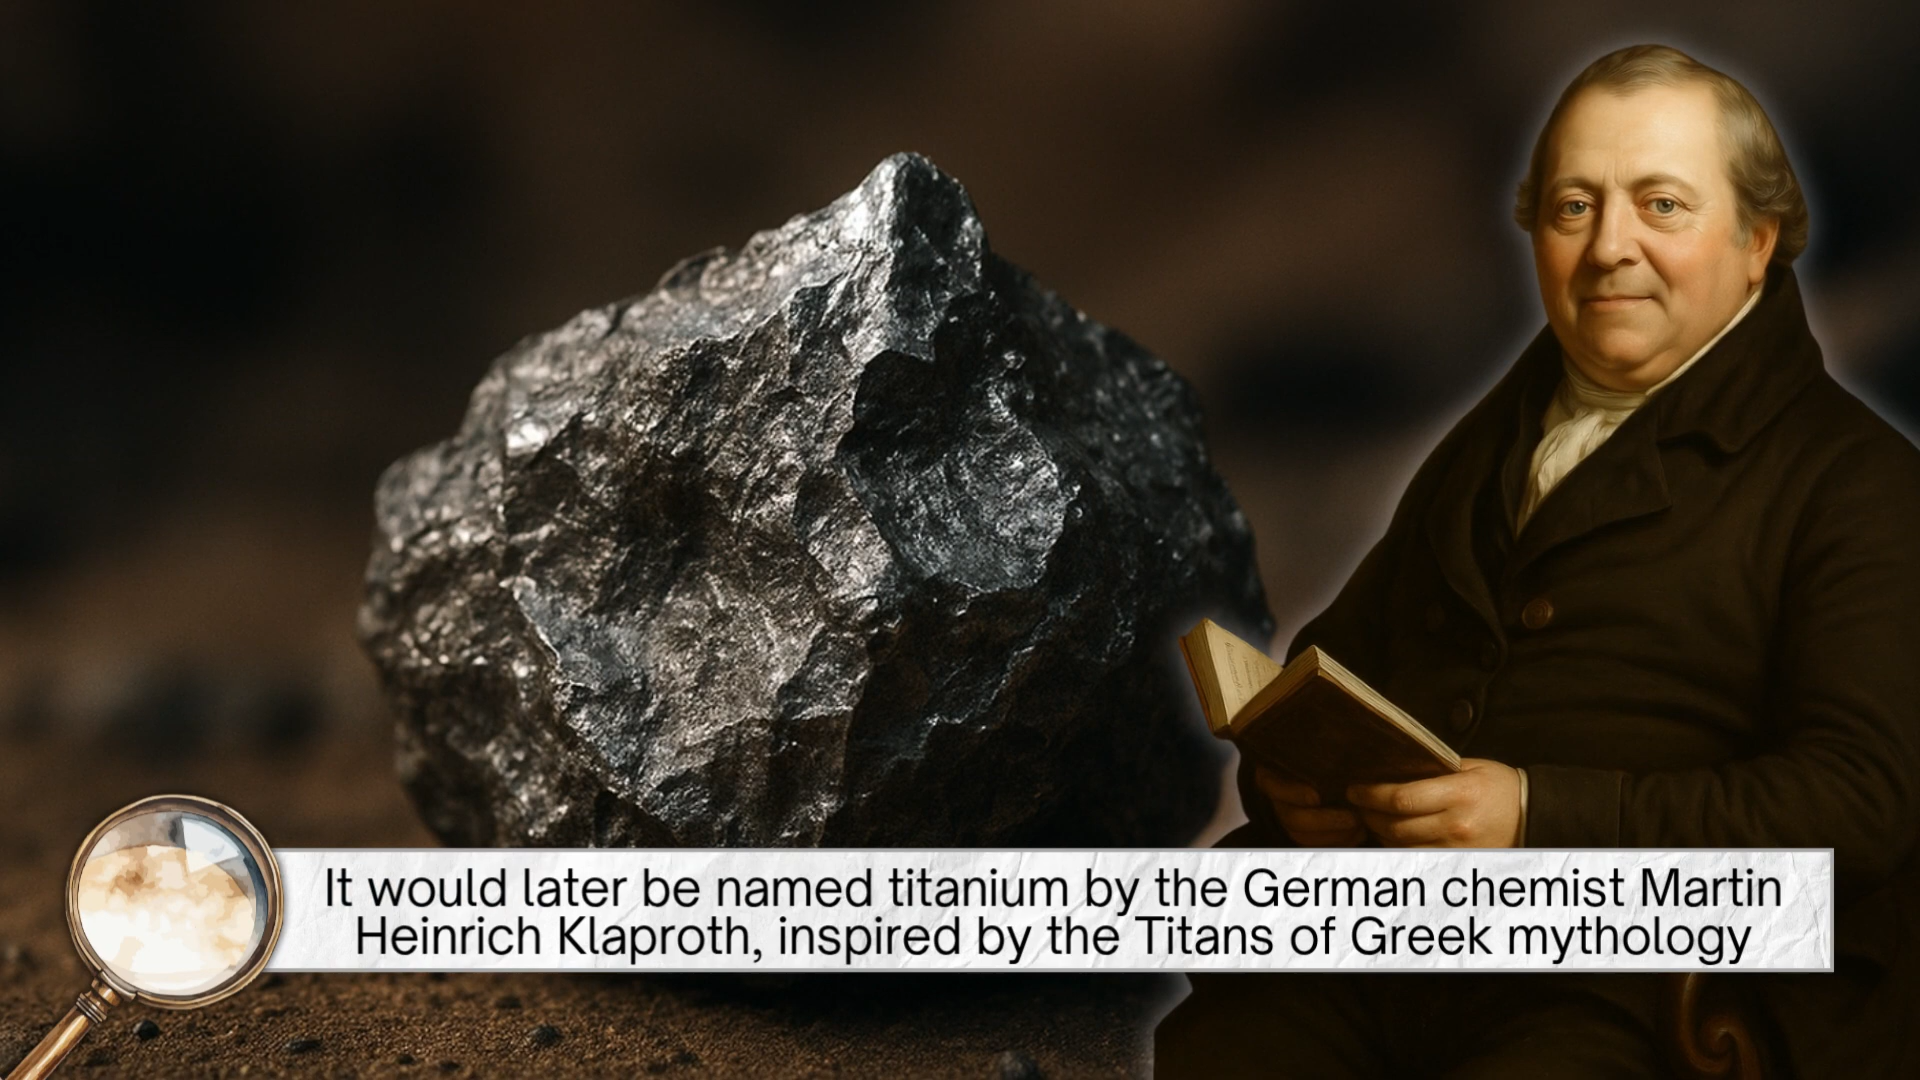 It would later be named titanium by the German chemist Martin
Heinrich Klaproth, inspired by the Titans of Greek mythology